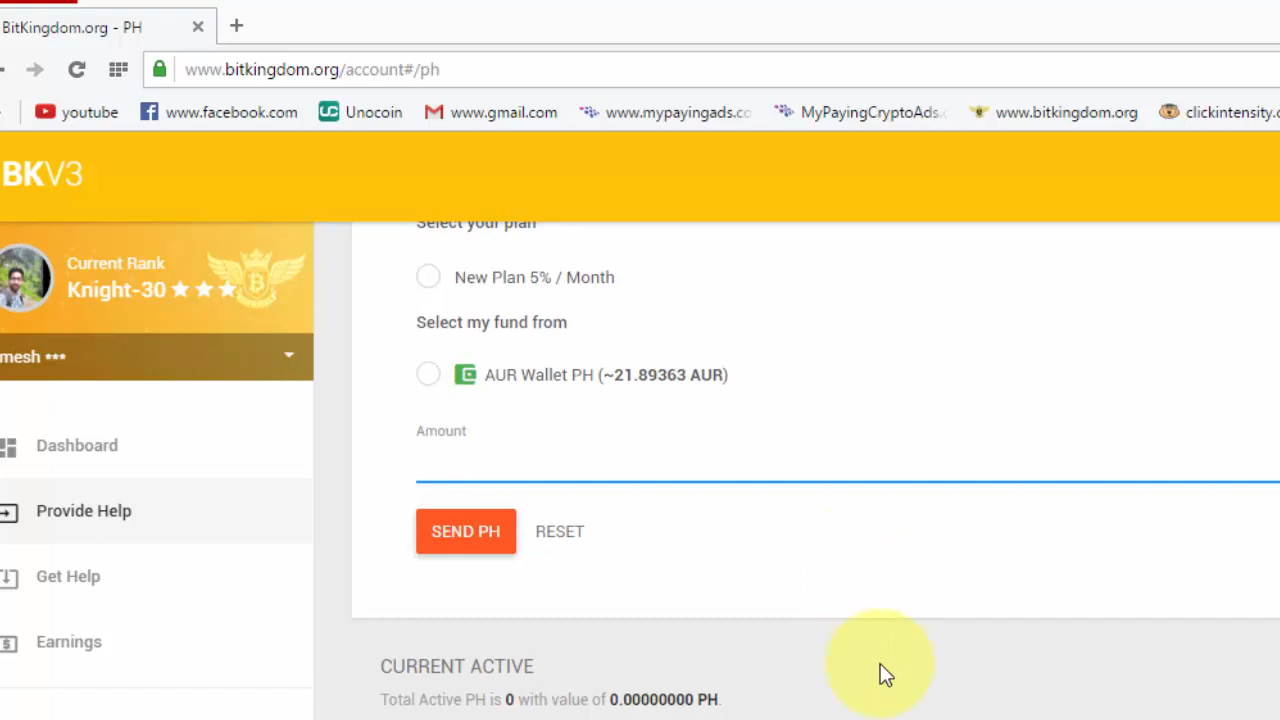 BitKingdom.org - PH
www.bitkingdom.org/account#/ph
youtube www.facebook.com Unocoin www.gmail.com www.mypayingads.co MyPayingCryptoAds. www.bitkingdom.org clickintensity.c
BKV3
Select your plan
Current Rank
Knight-30
New Plan 5% / Month
Select my fund from
mesh ***
AUR Wallet PH (~21.89363 AUR)
Amount
Dashboard
Provide Help
SEND PH RESET
Get Help
Earnings
CURRENT ACTIVE
Total Active PH is 0 with value of 0.00000000 PH.